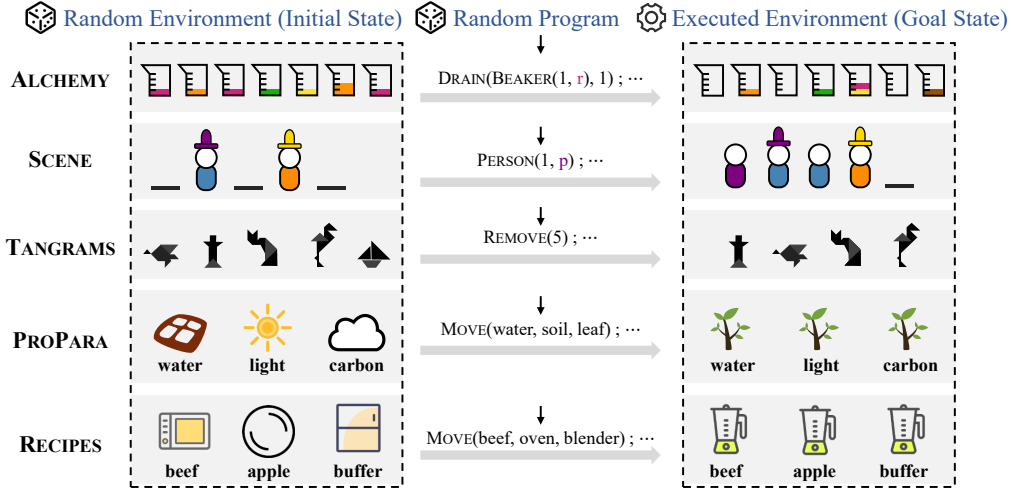 Random Environment (Initial State) Random Program Executed Environment (Goal State)
ALCHEMY DRAIN(BEAKER(1, r), 1) ; ···
SCENE PERSON(1, p) ; ···
TANGRAMS REMOVE(5) ; ···
PROPARA MOVE(water, soil, leaf) ; ···
water light carbon water light carbon
RECIPES MOVE(beef, oven, blender) ; ···
beef apple buffer beef apple buffer